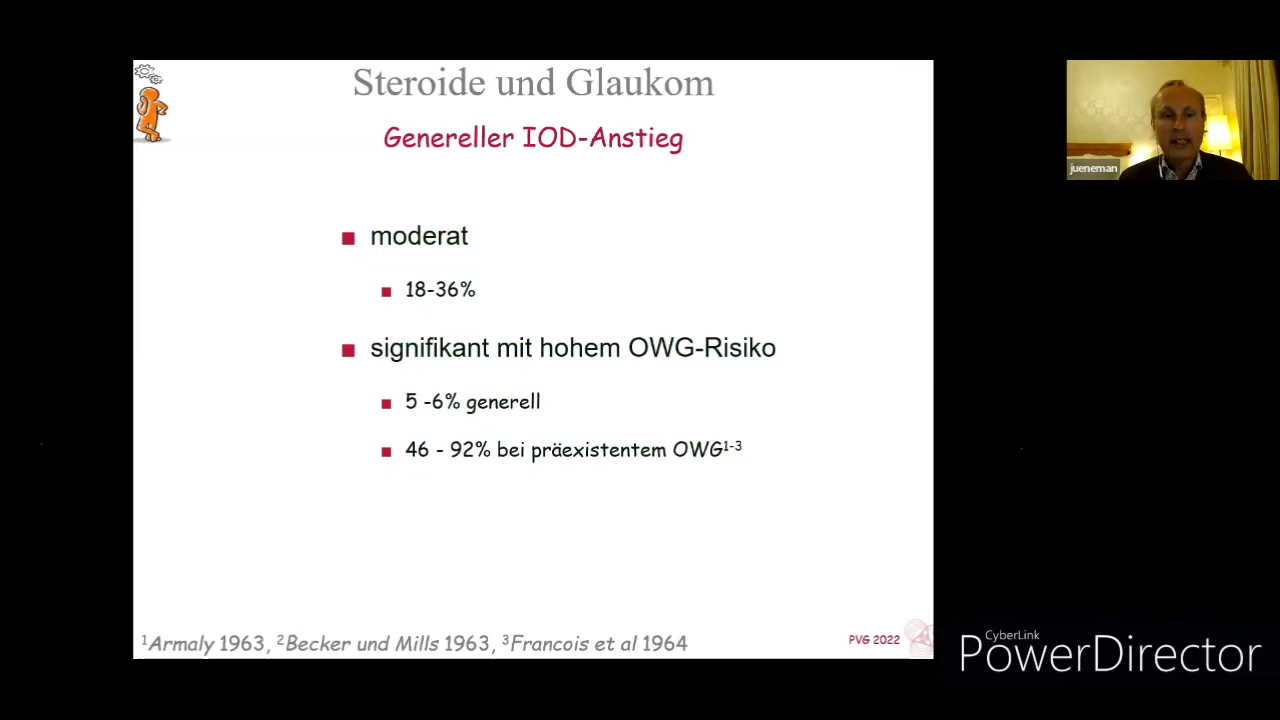 Steroide und Glaukom
Genereller IOD-Anstieg
moderat
18-36%
signifikant mit hohem OWG-Risiko
5 -6% generell
46 - 92% bei präexistentem OWG1-3
1Armaly 1963, 2Becker und Mills 1963, 3Francois et al 1964
PVG 2022
jueneman
CyberLink
PowerDirector